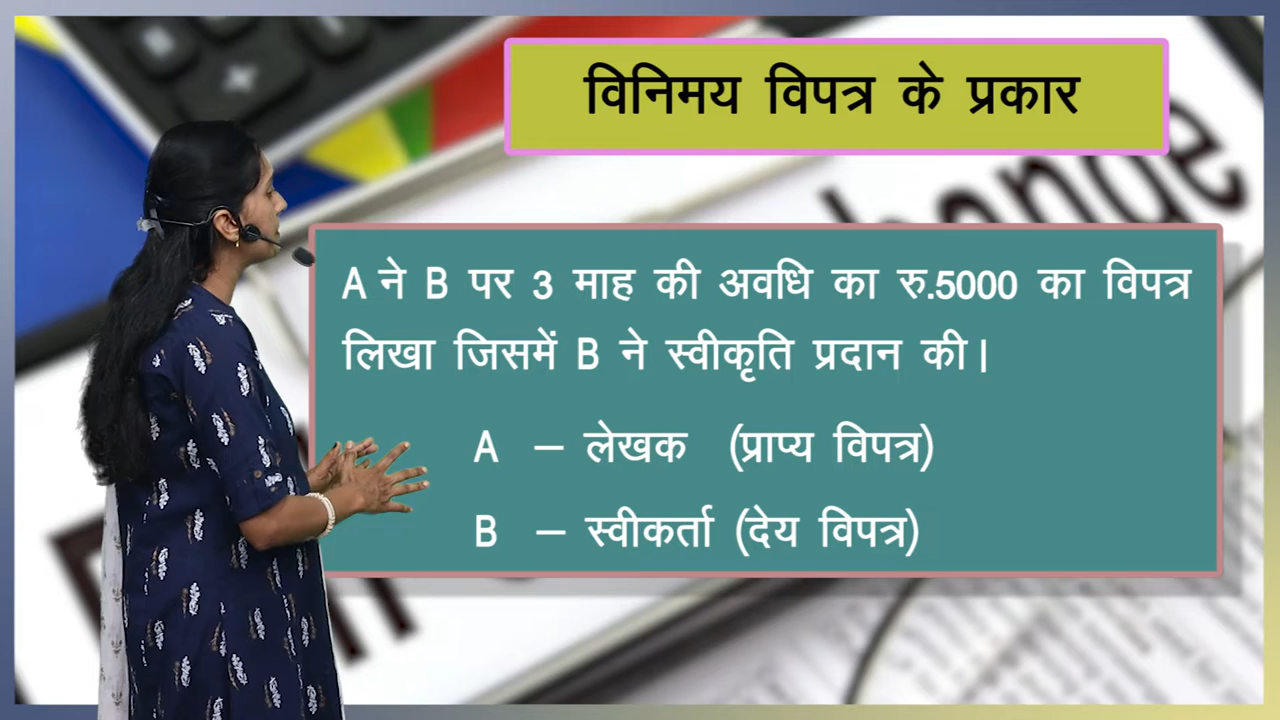 विनिमय विपत्र के प्रकार
A ने B पर 3 माह की अवधि का रु.5000 का विपत्र
लिखा जिसमें B ने स्वीकृति प्रदान की।
A – लेखक (प्राप्य विपत्र)
B – स्वीकर्ता (देय विपत्र)